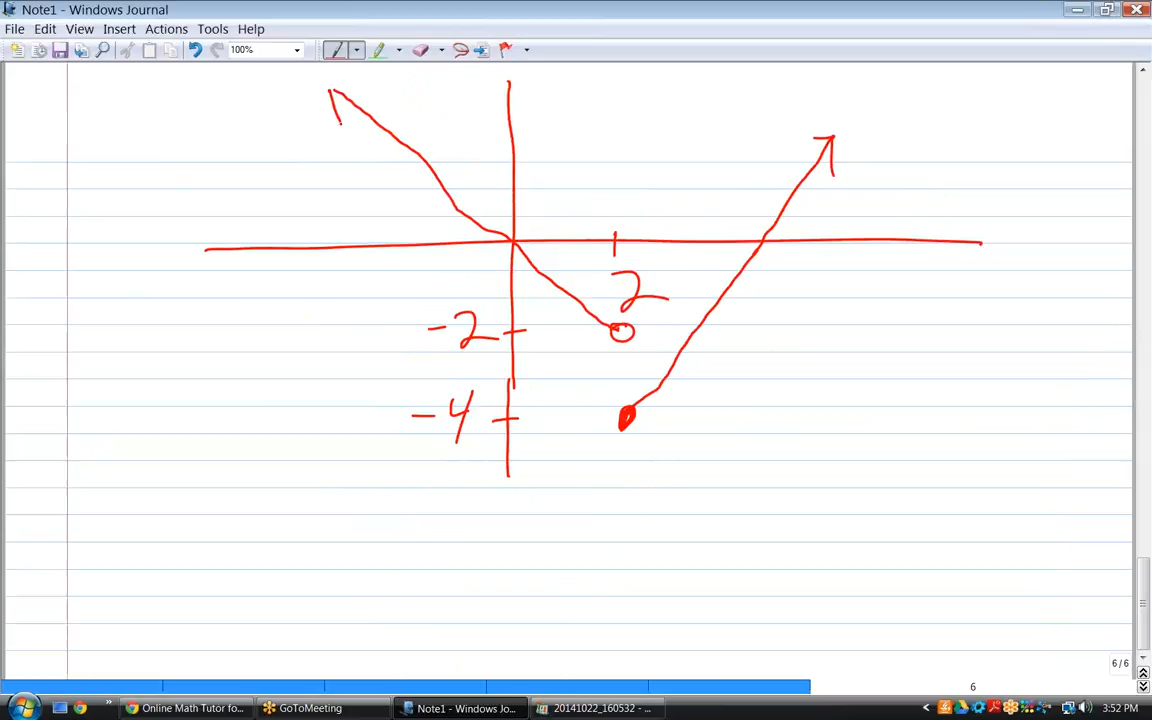 Note1 - Windows Journal
File Edit View Insert Actions Tools Help
100%
2
-2
-4
6/6
6
Online Math Tutor fo... GoToMeeting Note1 - Windows Jou... 20141022_160532 - ... 3:52 PM